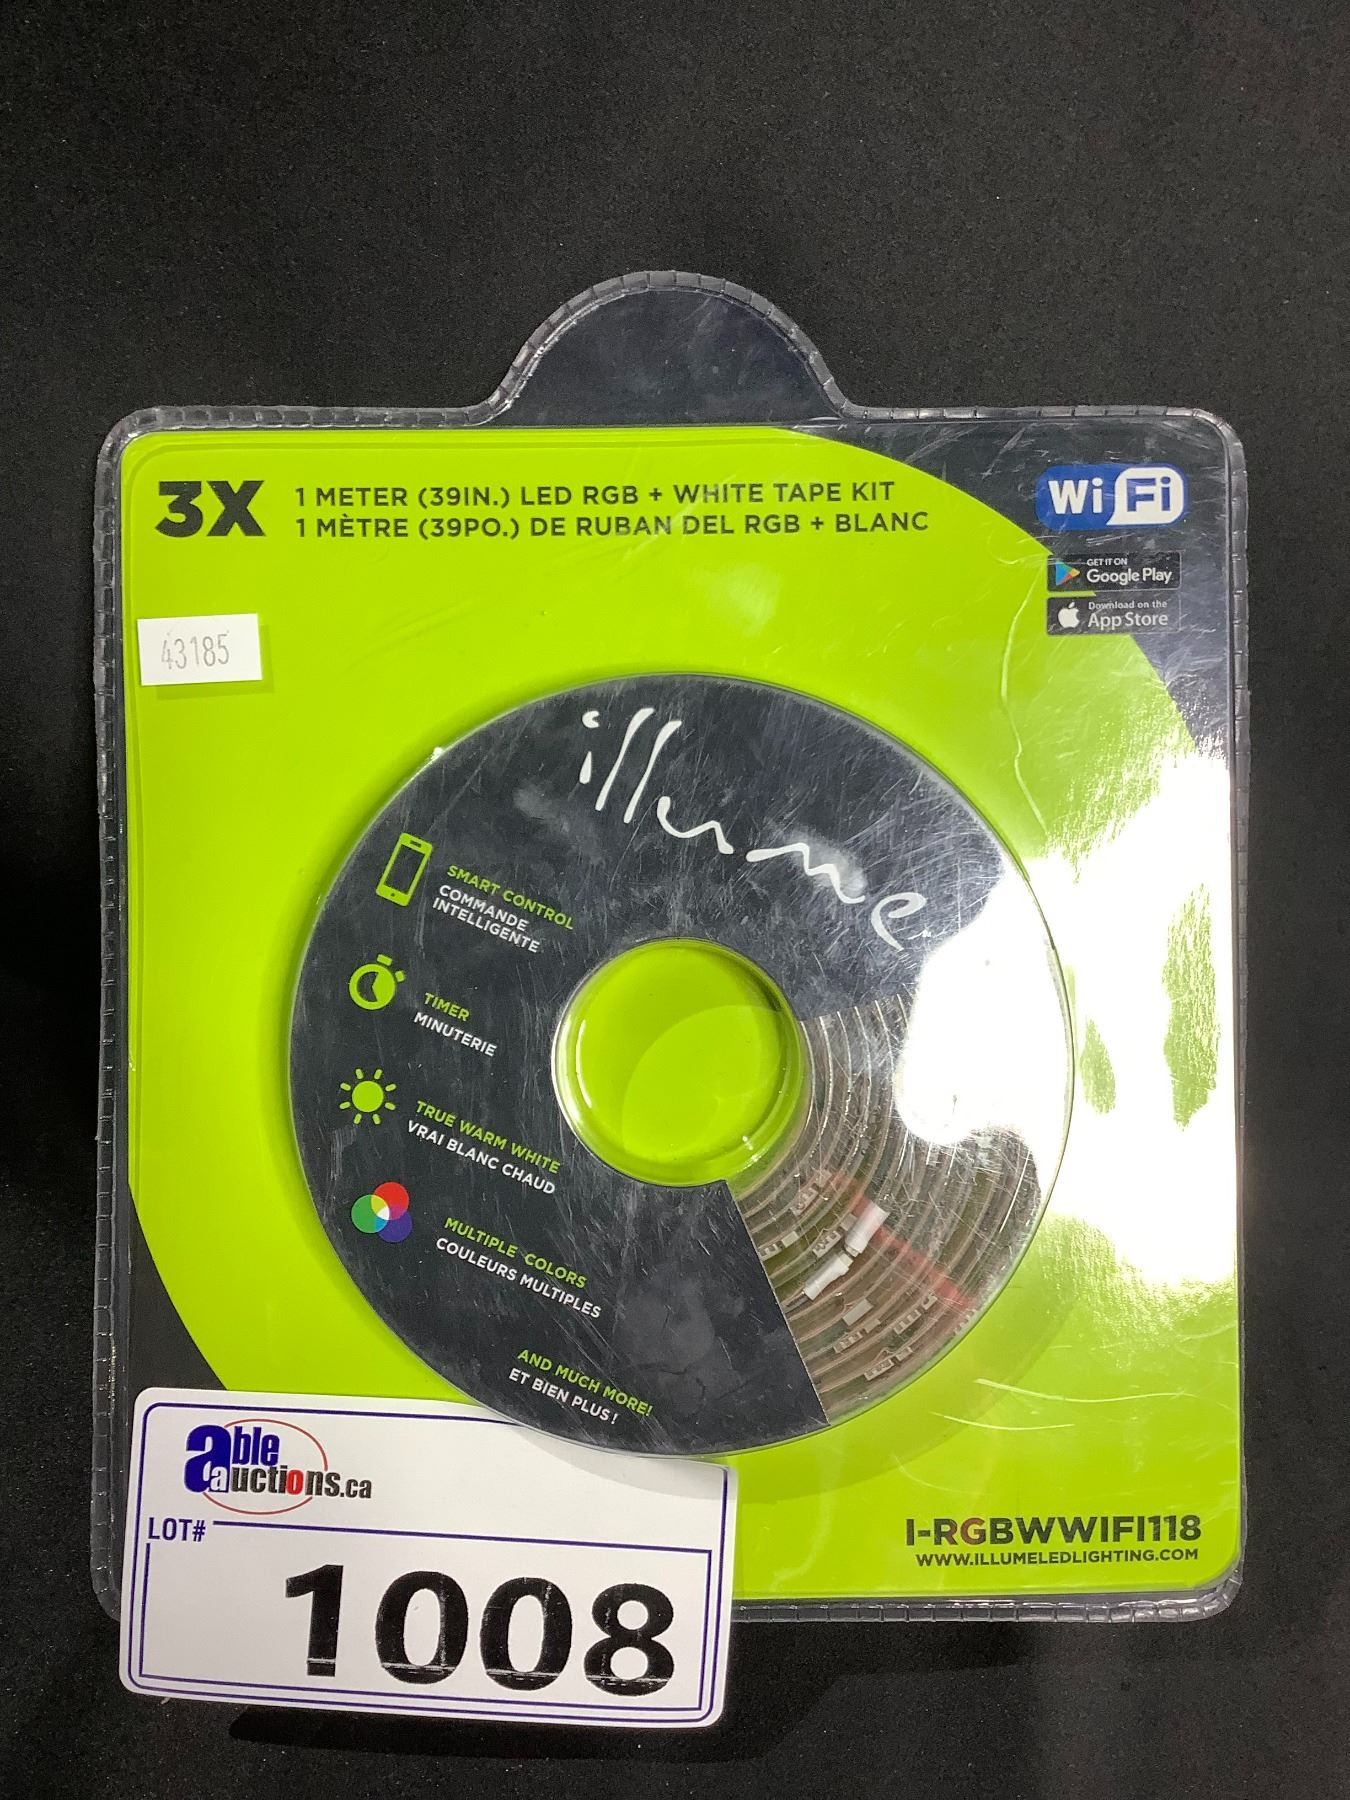 3X
1 METER (39IN.) LED RGB + WHITE TAPE KIT
1 MÈTRE (39PO.) DE RUBAN DEL RGB + BLANC
WiFi
GET IT ON
Google Play
Download on the
App Store
43185
illume
SMART CONTROL
COMMANDE
INTELLIGENTE
TIMER
MINUTERIE
TRUE WARM WHITE
VRAI BLANC CHAUD
MULTIPLE COLORS
COULEURS MULTIPLES
AND MUCH MORE!
ET BIEN PLUS !
I-RGBWWIFI118
WWW.ILLUMELEDLIGHTING.COM
able
auctions.ca
LOT#
1008